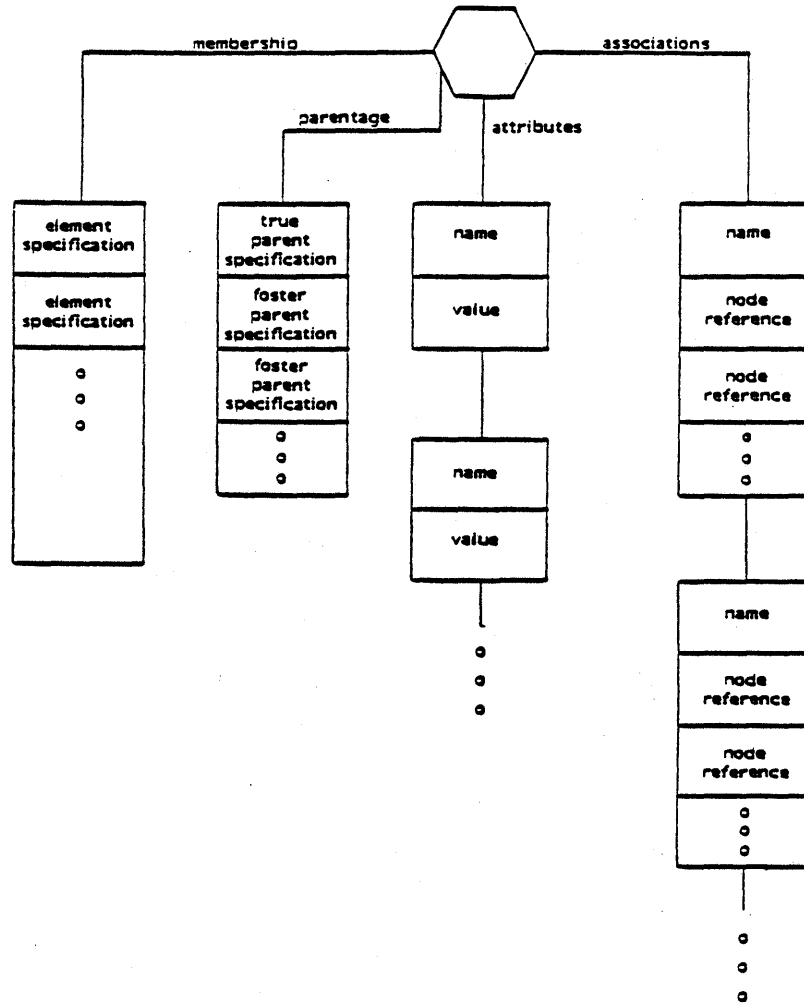 membership
associations
parentage
attributes
element
specification
element
specification
true
parent
specification
foster
parent
specification
foster
parent
specification
name
value
name
value
name
node
reference
node
reference
name
node
reference
node
reference